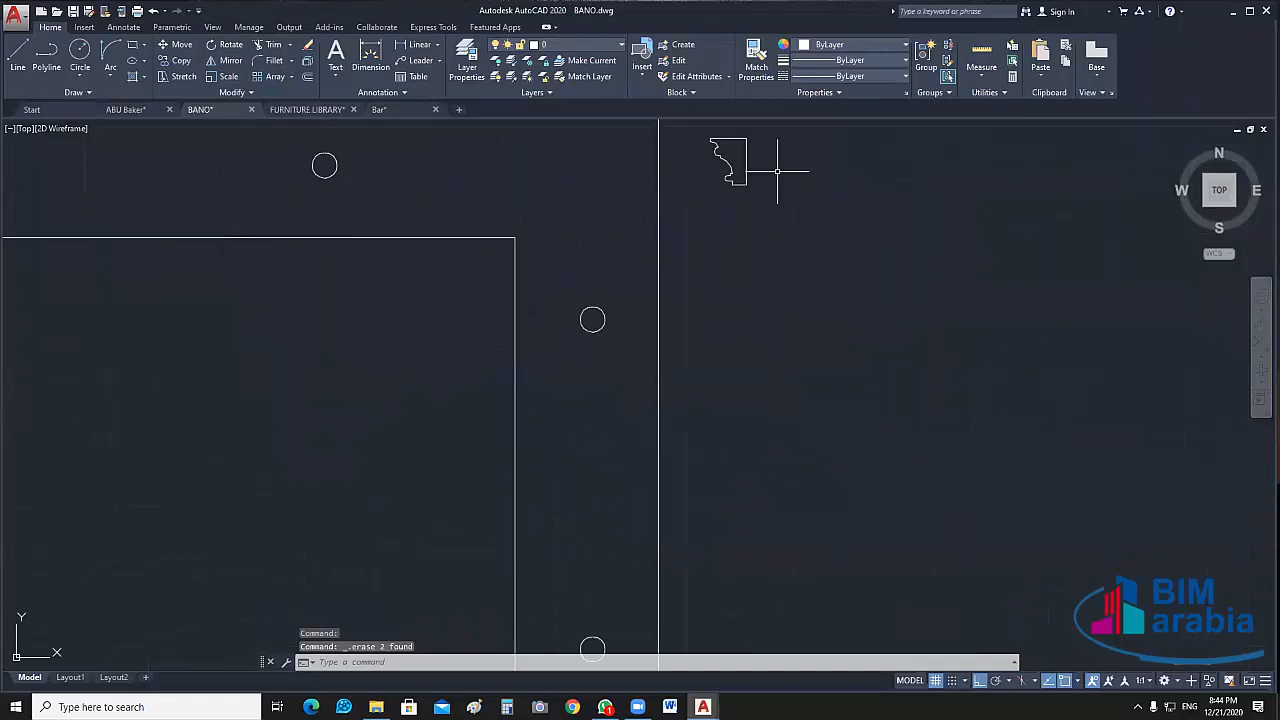 Autodesk AutoCAD 2020 BANO.dwg
Type a keyword or phrase
Sign In
Home Insert Annotate Parametric View Manage Output Add-ins Collaborate Express Tools Featured Apps
Line Polyline Circle Arc
Move Rotate Trim
Copy Mirror Fillet
Stretch Scale Array
Text Dimension
Linear
Leader
Table
Layer Properties
0
Make Current
Match Layer
Insert
Create
Edit
Edit Attributes
Match Properties
ByLayer
ByLayer
ByLayer
Group
Measure
Paste
Base
Draw Modify Annotation Layers Block Properties Groups Utilities Clipboard View
Start ABU Baker* BANO* FURNITURE LIBRARY* Bar*
[−][Top][2D Wireframe]
N
W TOP E
S
WCS
BIM
arabia
Y
X
Command:
Command: _.erase 2 found
Type a command
Model Layout1 Layout2
MODEL
1:1
Type here to search
ENG
8:44 PM
12/21/2020